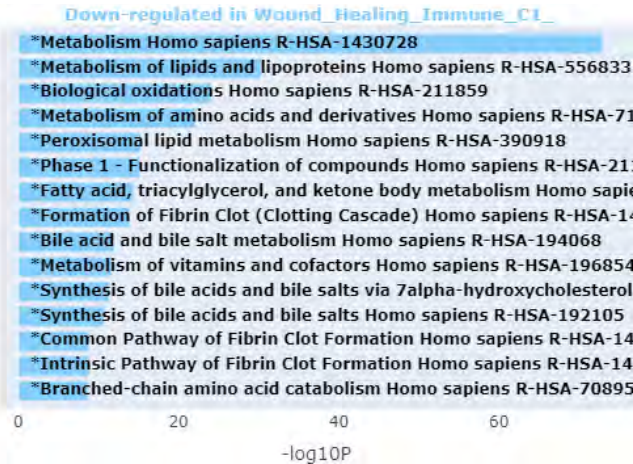 Down-regulated in Wound_Healing_Immune_C1_
*Metabolism Homo sapiens R-HSA-1430728
*Metabolism of lipids and lipoproteins Homo sapiens R-HSA-556833
*Biological oxidations Homo sapiens R-HSA-211859
*Metabolism of amino acids and derivatives Homo sapiens R-HSA-71
*Peroxisomal lipid metabolism Homo sapiens R-HSA-390918
*Phase 1 - Functionalization of compounds Homo sapiens R-HSA-211
*Fatty acid, triacylglycerol, and ketone body metabolism Homo sapie
*Formation of Fibrin Clot (Clotting Cascade) Homo sapiens R-HSA-14
*Bile acid and bile salt metabolism Homo sapiens R-HSA-194068
*Metabolism of vitamins and cofactors Homo sapiens R-HSA-196854
*Synthesis of bile acids and bile salts via 7alpha-hydroxycholesterol
*Synthesis of bile acids and bile salts Homo sapiens R-HSA-192105
*Common Pathway of Fibrin Clot Formation Homo sapiens R-HSA-14
*Intrinsic Pathway of Fibrin Clot Formation Homo sapiens R-HSA-14
*Branched-chain amino acid catabolism Homo sapiens R-HSA-70895
0 20 40 60
-log10P